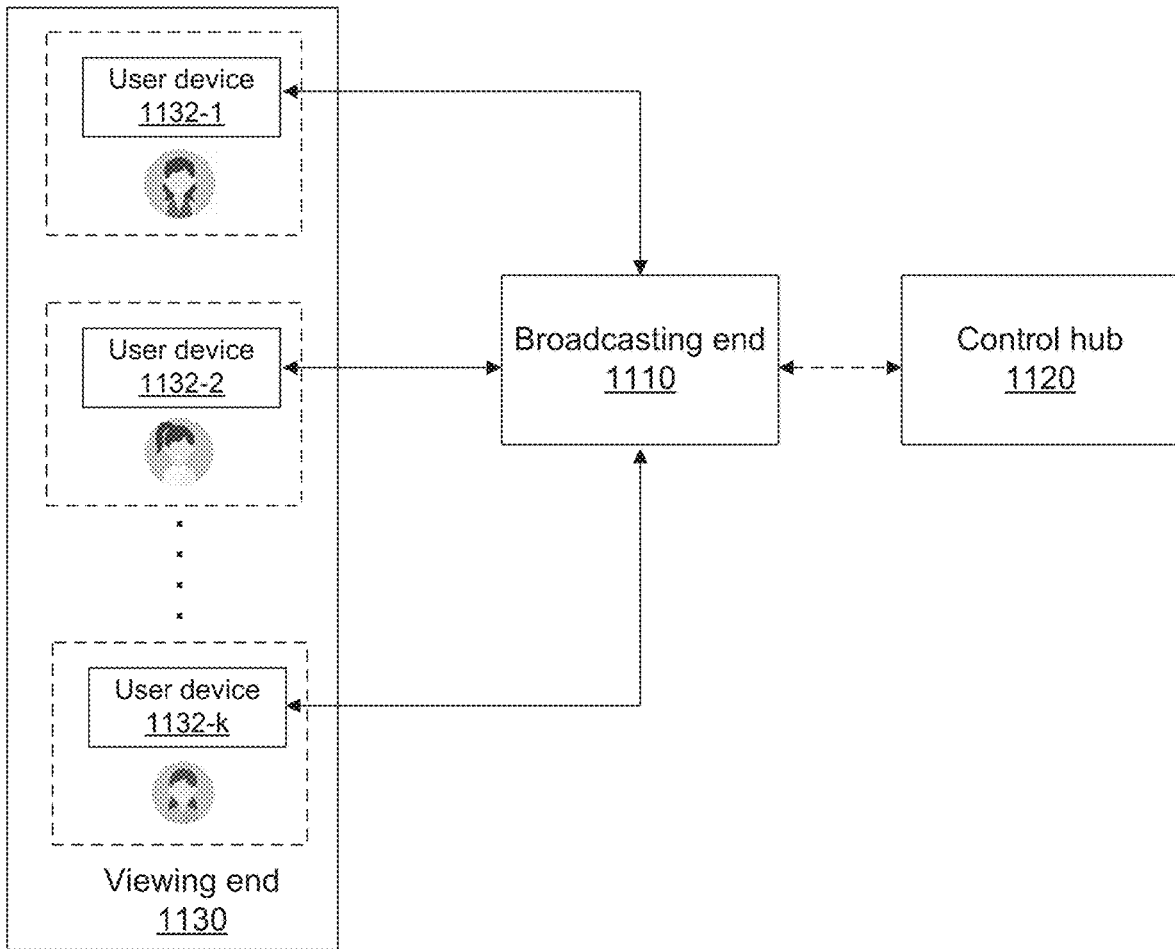 User device
1132-1
User device
1132-2
User device
1132-k
Viewing end
1130
Broadcasting end
1110
Control hub
1120